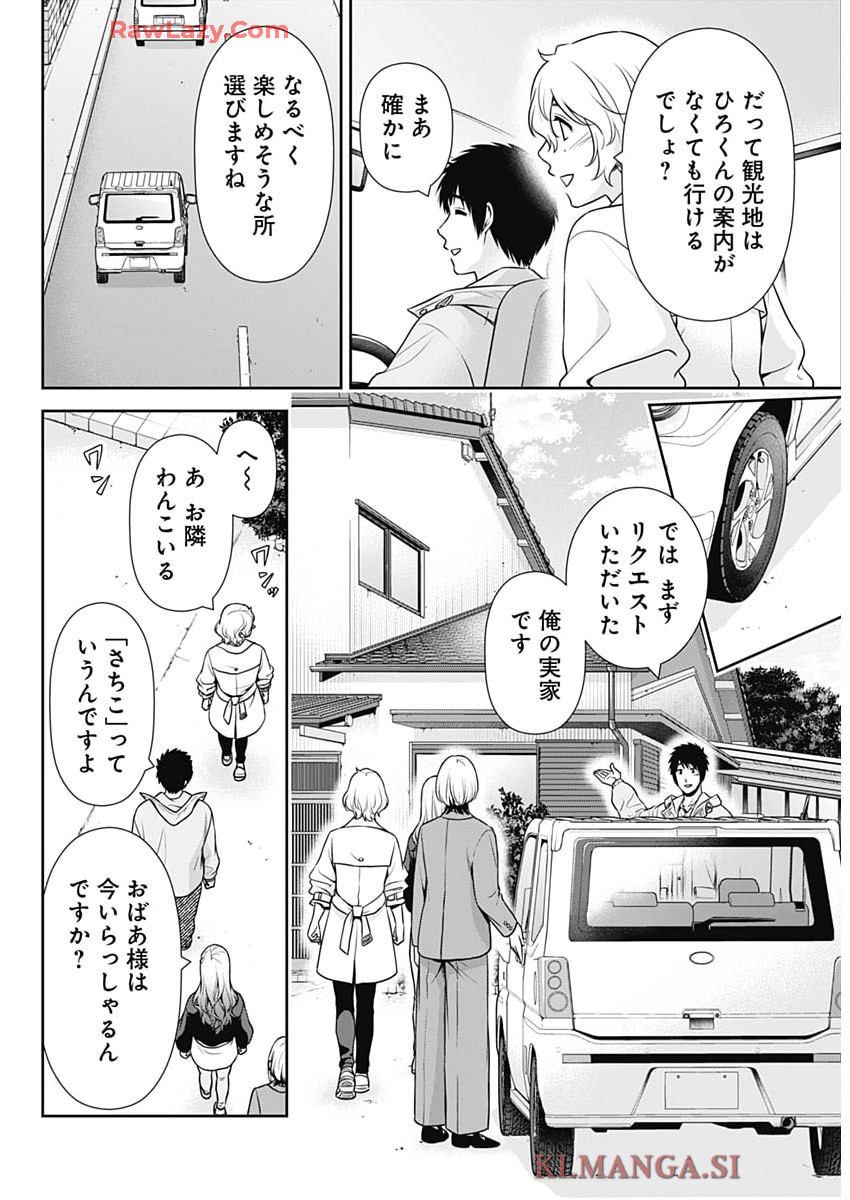 RawLazy.Com
だって観光地は
ひろくんの案内が
なくても行ける
でしょ?
まあ
確かに
なるべく
楽しめそうな所
選びますね
では まず
リクエスト
いただいた
俺の実家
です
へ〜
あ お隣
わんこいる
ワン
ワン
「さちこ」って
いうんですよ
おばあ様は
今いらっしゃるん
ですか?
KLMANGA.SI